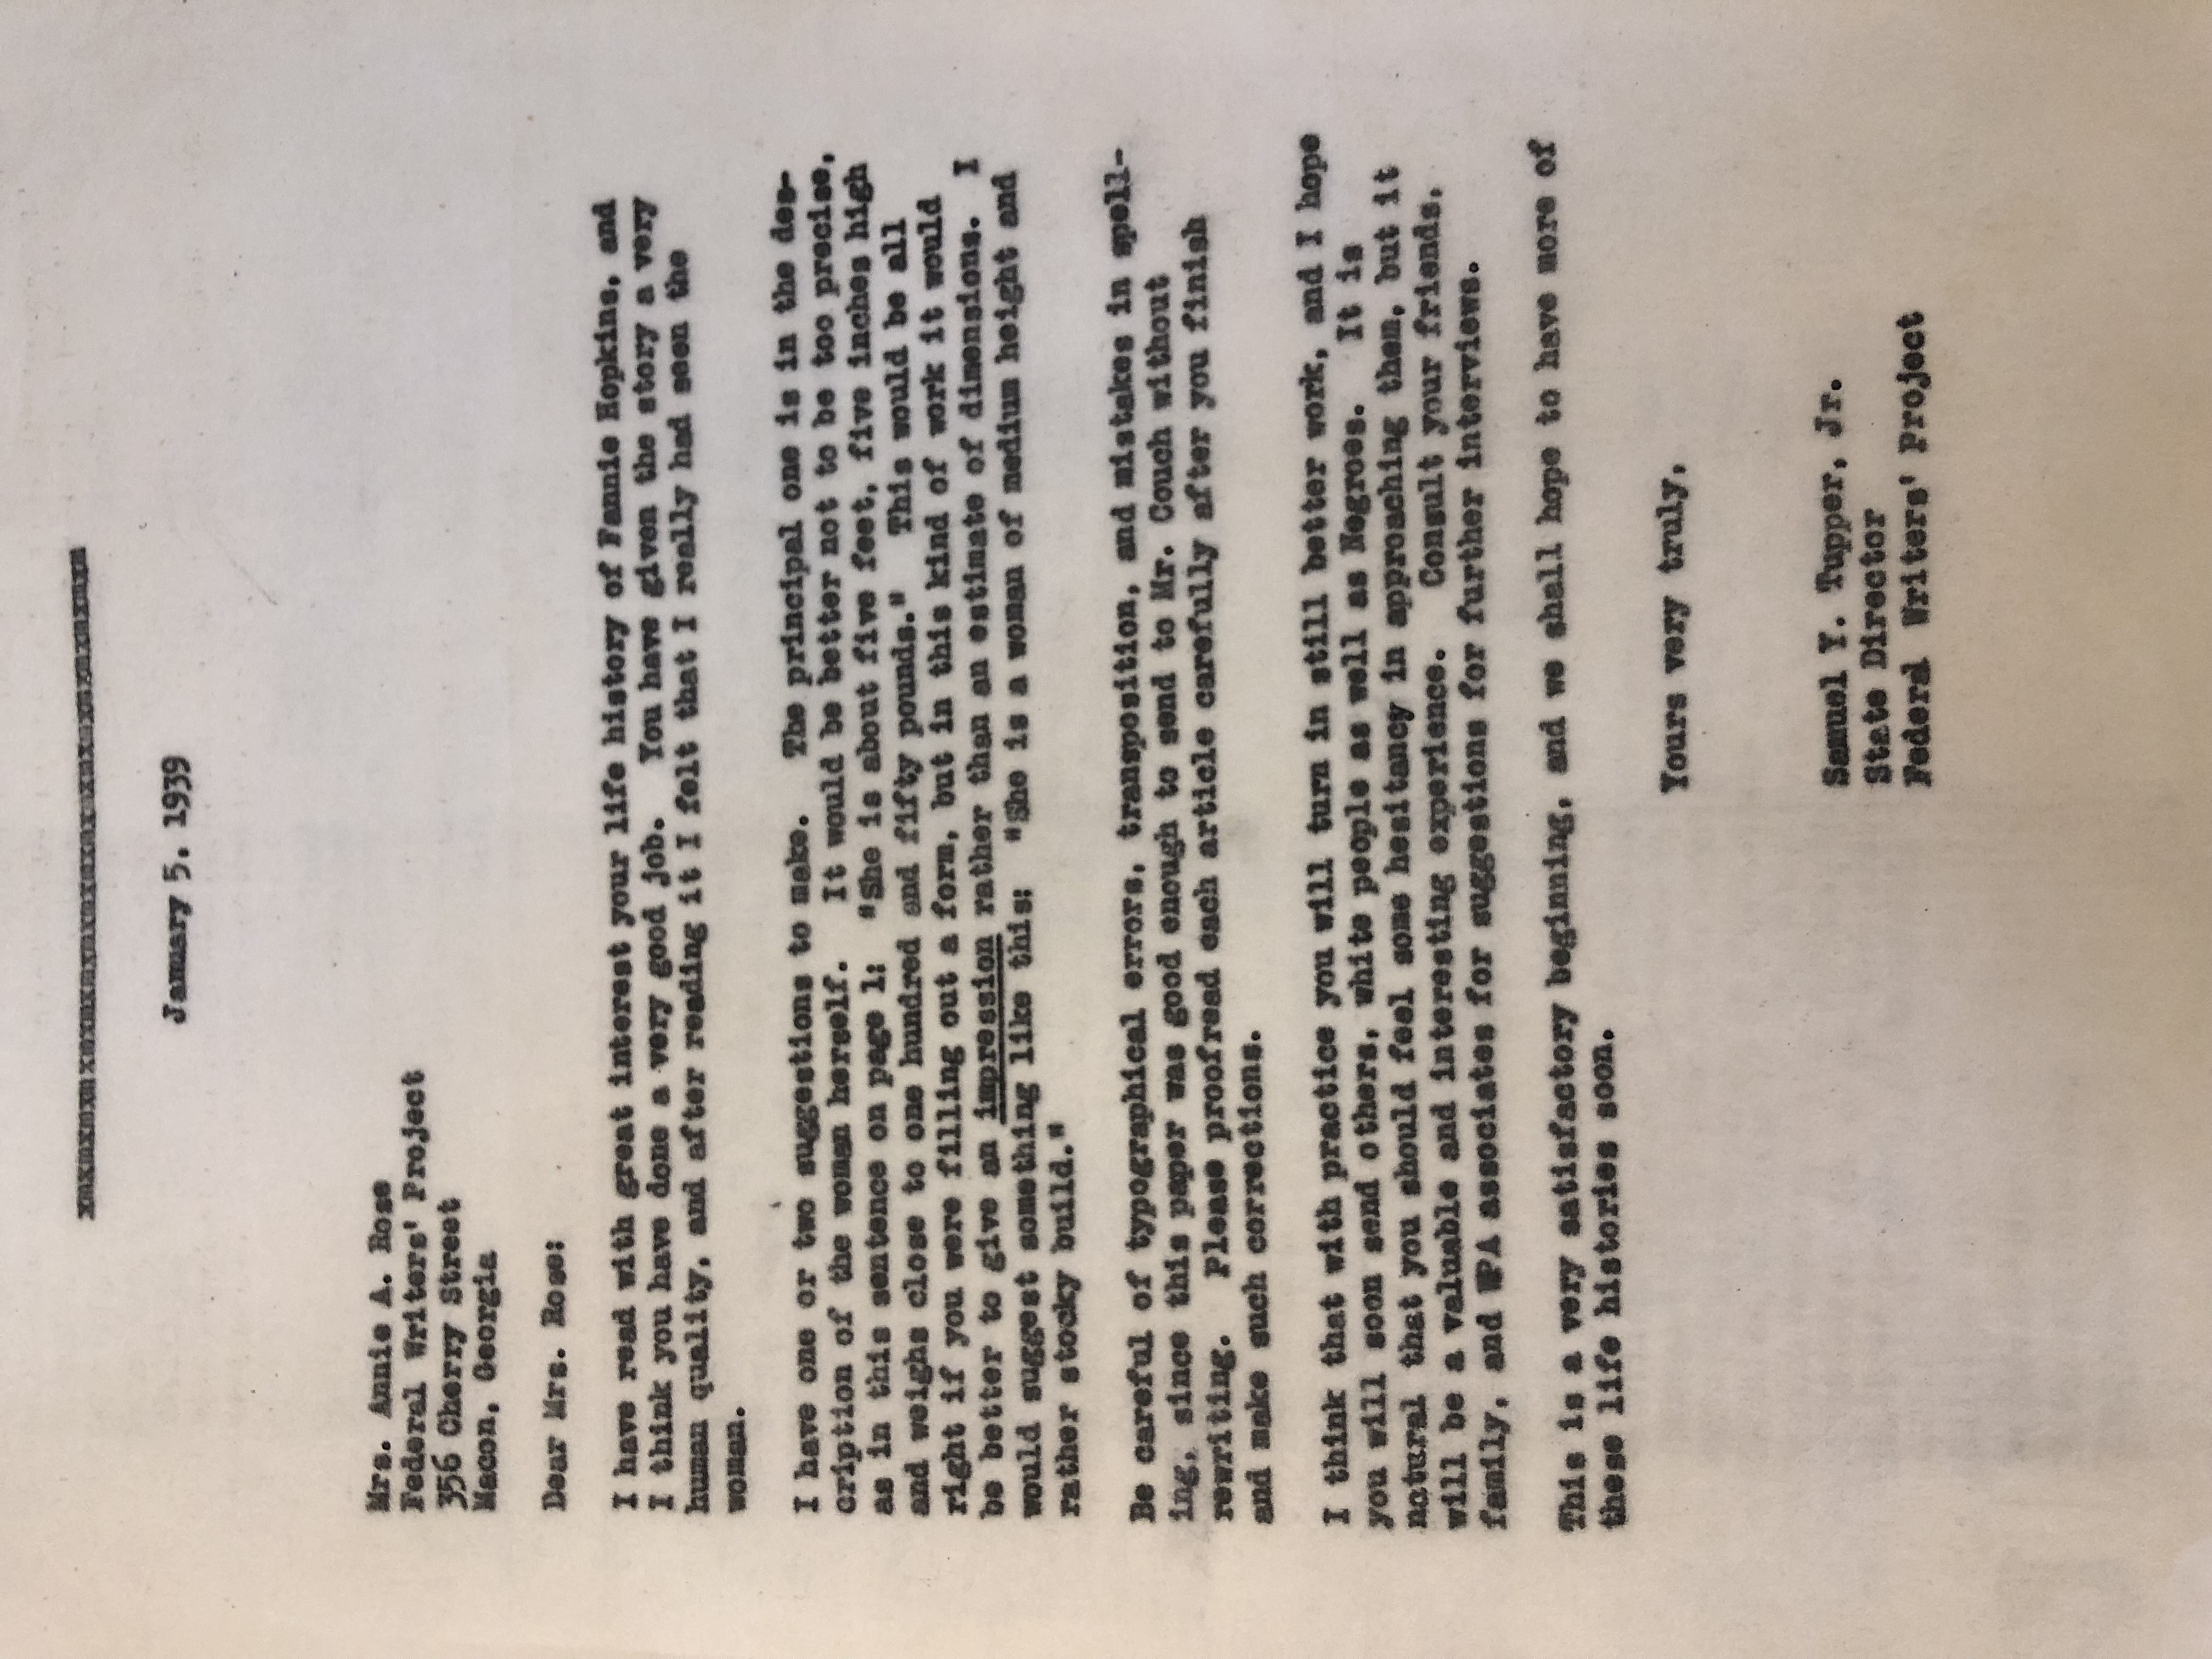 January 5, 1939
Mrs. Annie A. Rose
Federal Writers' Project
356 Cherry Street
Macon, Georgia
Dear Mrs. Rose:
I have read with great interest your life history of Fannie Hopkins, and
I think you have done a very good job. You have given the story a very
human quality, and after reading it I felt that I really had seen the
woman.
I have one or two suggestions to make. The principal one is in the des-
cription of the woman herself. It would be better not to be too precise,
as in this sentence on page 1: "She is about five feet, five inches high
and weighs close to one hundred and fifty pounds." This would be all
right if you were filling out a form, but in this kind of work it would
be better to give an impression rather than an estimate of dimensions. I
would suggest something like this: "She is a woman of medium height and
rather stocky build."
Be careful of typographical errors, transposition, and mistakes in spell-
ing, since this paper was good enough to send to Mr. Couch without
rewriting. Please proofread each article carefully after you finish
and make such corrections.
I think that with practice you will turn in still better work, and I hope
you will soon send others, white people as well as Negroes. It is
natural that you should feel some hesitancy in approaching them, but it
will be a valuable and interesting experience. Consult your friends,
family, and WPA associates for suggestions for further interviews.
This is a very satisfactory beginning, and we shall hope to have more of
these life histories soon.
Yours very truly,
Samuel Y. Tupper, Jr.
State Director
Federal Writers' Project